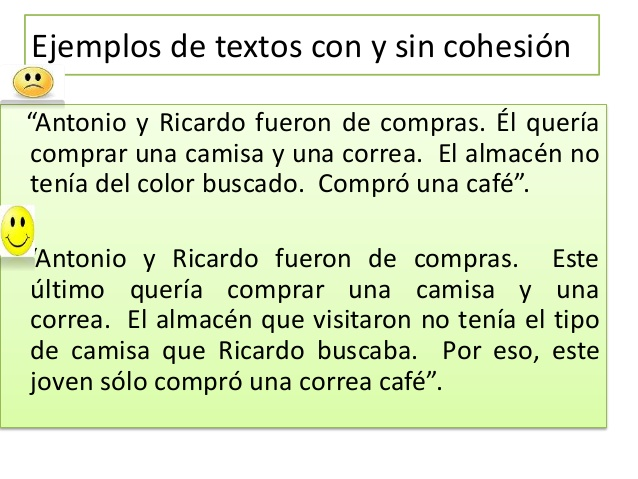 Ejemplos de textos con y sin cohesión
“Antonio y Ricardo fueron de compras. Él quería
comprar una camisa y una correa. El almacén no
tenía del color buscado. Compró una café”.
“Antonio y Ricardo fueron de compras. Este
último quería comprar una camisa y una
correa. El almacén que visitaron no tenía el tipo
de camisa que Ricardo buscaba. Por eso, este
joven sólo compró una correa café”.